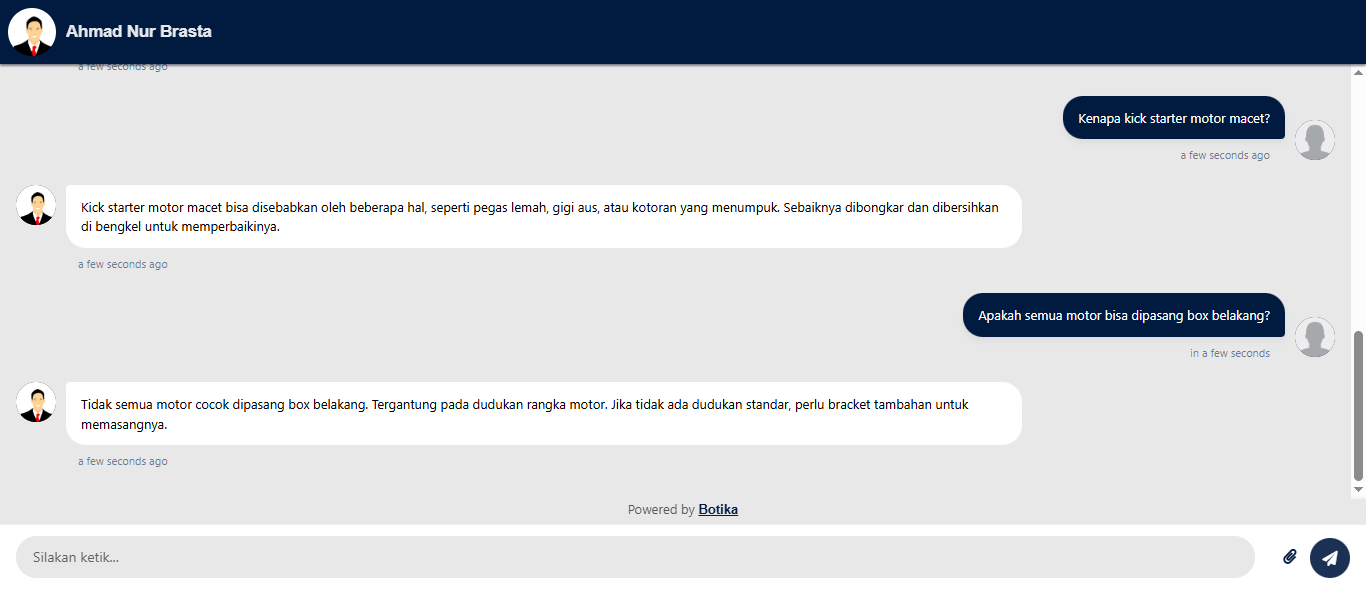 Ahmad Nur Brasta
a few seconds ago
Kenapa kick starter motor macet?
a few seconds ago
Kick starter motor macet bisa disebabkan oleh beberapa hal, seperti pegas lemah, gigi aus, atau kotoran yang menumpuk. Sebaiknya dibongkar dan dibersihkan
di bengkel untuk memperbaikinya.
a few seconds ago
Apakah semua motor bisa dipasang box belakang?
in a few seconds
Tidak semua motor cocok dipasang box belakang. Tergantung pada dudukan rangka motor. Jika tidak ada dudukan standar, perlu bracket tambahan untuk
memasangnya.
a few seconds ago
Powered by Botika
Silakan ketik...